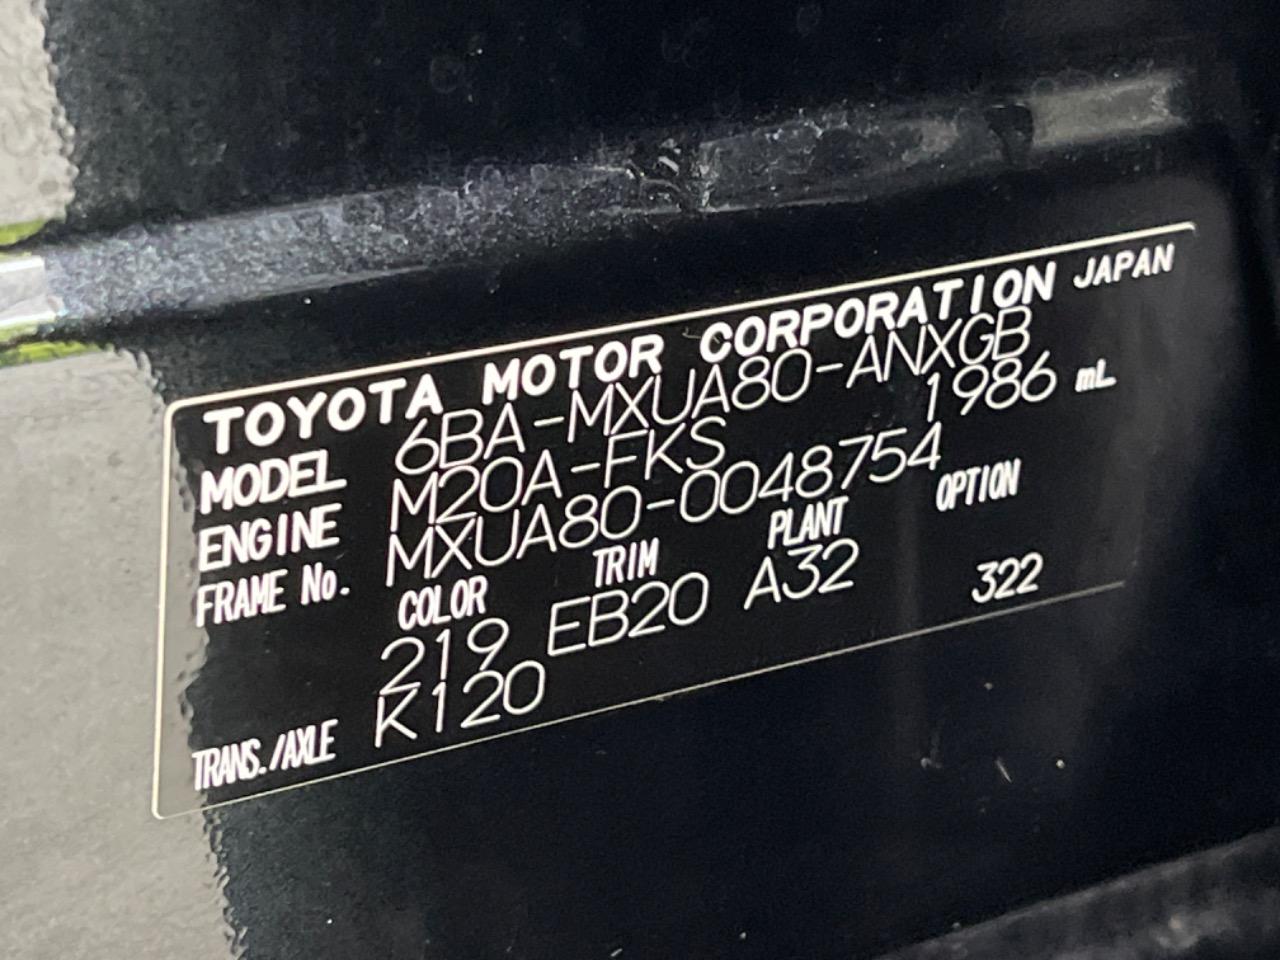 TOYOTA MOTOR CORPORATION JAPAN
MODEL 6BA-MXUA80-ANXGB
ENGINE M20A-FKS 1986 mL
FRAME No. MXUA80-0048754
COLOR TRIM PLANT OPTION
219 EB20 A32 322
TRANS./AXLE K120